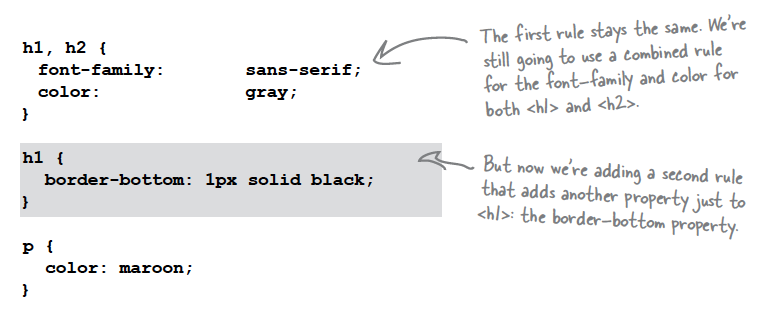 h1, h2 {
font-family: sans-serif;
color: gray;
}
The first rule stays the same. We're
still going to use a combined rule
for the font-family and color for
both <h1> and <h2>.
h1 {
border-bottom: 1px solid black;
}
But now we're adding a second rule
that adds another property just to
<h1>: the border-bottom property.
p {
color: maroon;
}